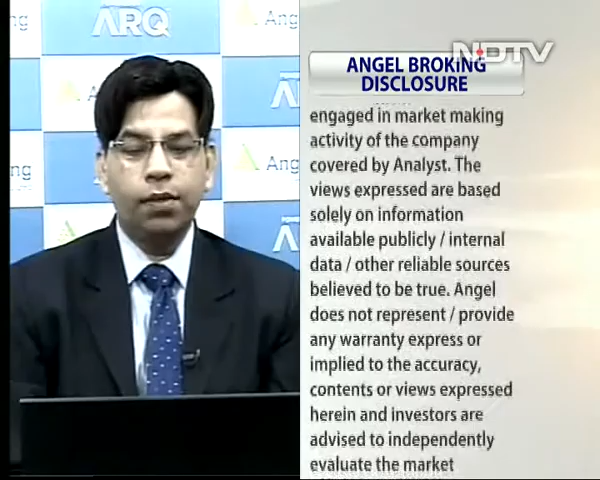 ARQ
Angel
NDTV
ANGEL BROKING
DISCLOSURE
engaged in market making
activity of the company
covered by Analyst. The
views expressed are based
solely on information
available publicly / internal
data / other reliable sources
believed to be true. Angel
does not represent / provide
any warranty express or
implied to the accuracy,
contents or views expressed
herein and investors are
advised to independently
evaluate the market